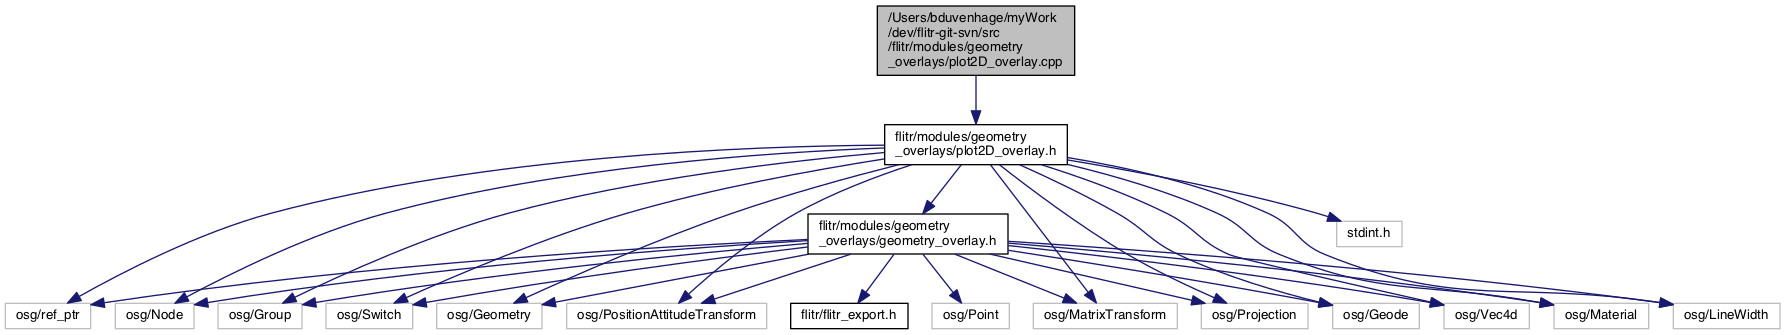 /Users/bduvenhage/myWork
/dev/flitr-git-svn/src
/flitr/modules/geometry
_overlays/plot2D_overlay.cpp
flitr/modules/geometry
_overlays/plot2D_overlay.h
flitr/modules/geometry
_overlays/geometry_overlay.h
stdint.h
osg/ref_ptr
osg/Node
osg/Group
osg/Switch
osg/Geometry
osg/PositionAttitudeTransform
flitr/flitr_export.h
osg/Point
osg/MatrixTransform
osg/Projection
osg/Geode
osg/Vec4d
osg/Material
osg/LineWidth